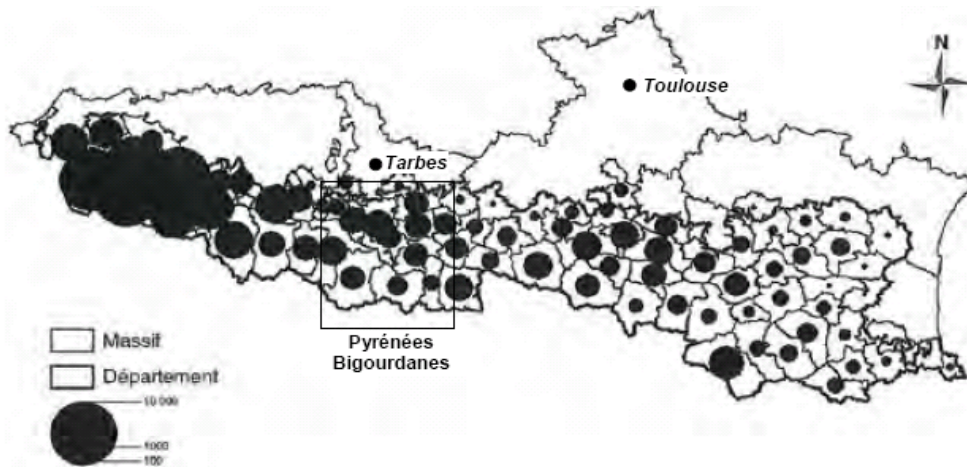 N
Toulouse
Tarbes
Pyrénées
Bigourdanes
Massif
Département
10 000
1000
100